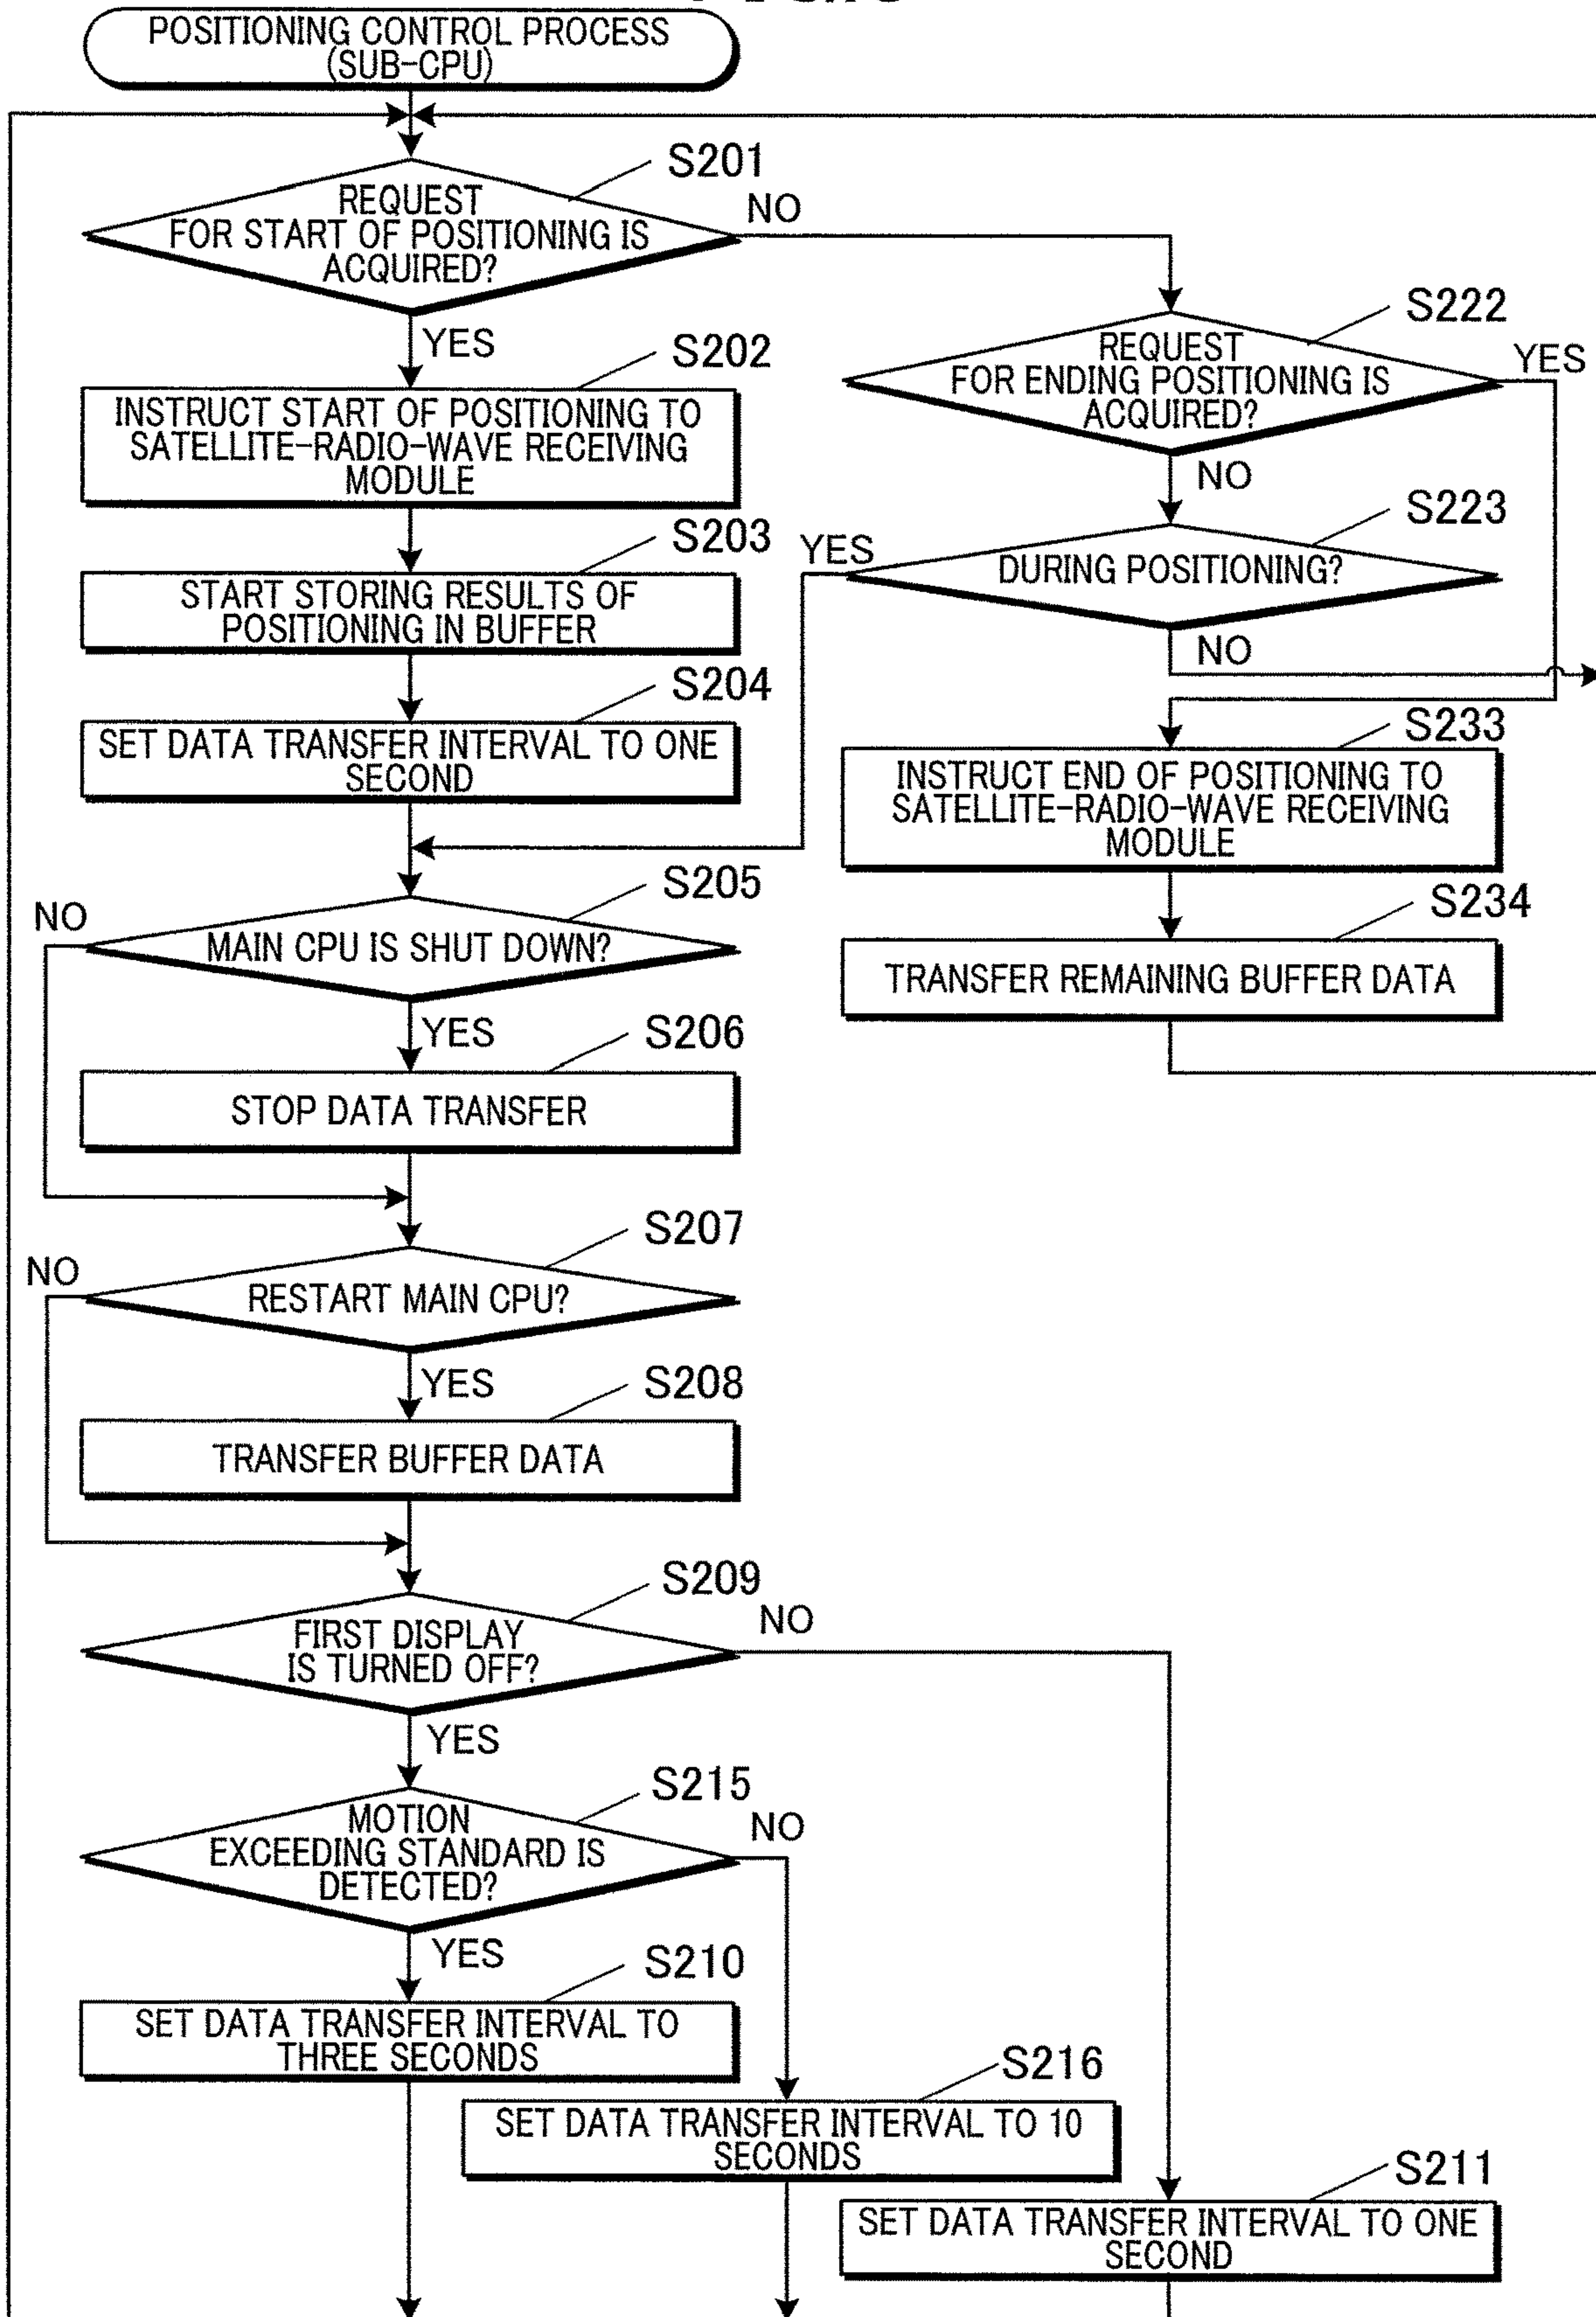 POSITIONING CONTROL PROCESS
(SUB-CPU)
S201
REQUEST
FOR START OF POSITIONING IS
ACQUIRED?
NO
YES
S222
REQUEST
FOR ENDING POSITIONING IS
ACQUIRED?
YES
NO
S202
INSTRUCT START OF POSITIONING TO
SATELLITE-RADIO-WAVE RECEIVING
MODULE
S223
DURING POSITIONING?
YES
NO
S203
START STORING RESULTS OF
POSITIONING IN BUFFER
S204
SET DATA TRANSFER INTERVAL TO ONE
SECOND
S233
INSTRUCT END OF POSITIONING TO
SATELLITE-RADIO-WAVE RECEIVING
MODULE
S205
NO
MAIN CPU IS SHUT DOWN?
YES
S234
TRANSFER REMAINING BUFFER DATA
S206
STOP DATA TRANSFER
S207
NO
RESTART MAIN CPU?
YES
S208
TRANSFER BUFFER DATA
S209
FIRST DISPLAY
IS TURNED OFF?
NO
YES
S215
MOTION
EXCEEDING STANDARD IS
DETECTED?
NO
YES
S210
SET DATA TRANSFER INTERVAL TO
THREE SECONDS
S216
SET DATA TRANSFER INTERVAL TO 10
SECONDS
S211
SET DATA TRANSFER INTERVAL TO ONE
SECOND